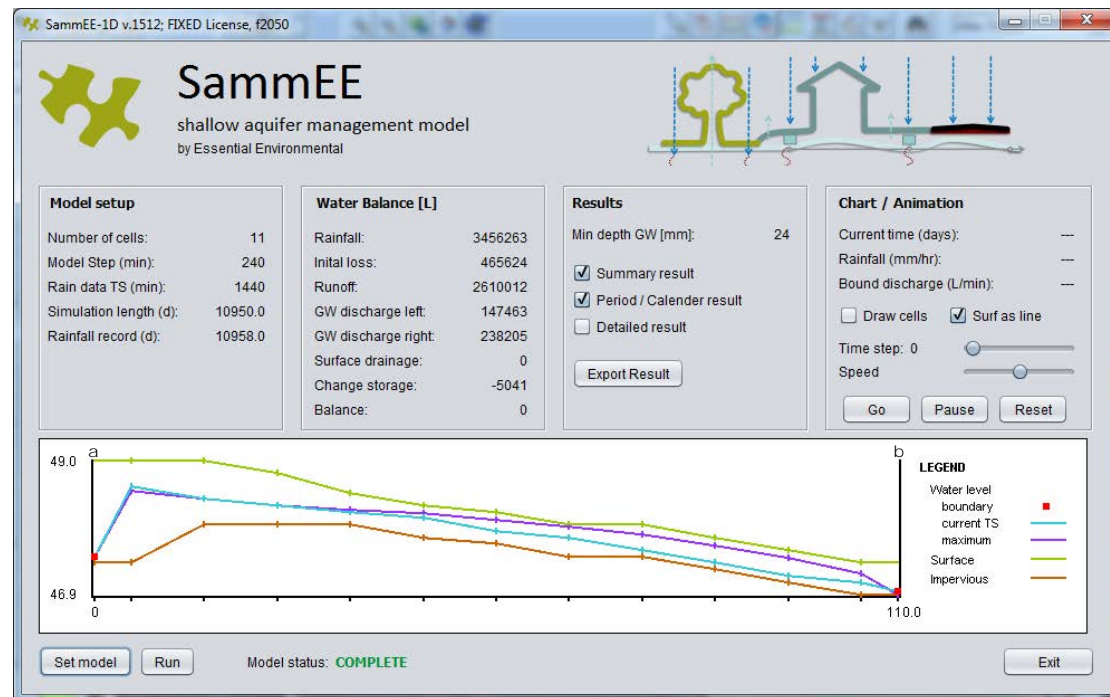 SammEE-1D v.1512; FIXED License, f2050
SammEE
shallow aquifer management model
by Essential Environmental
Model setup
Number of cells: 11
Model Step (min): 240
Rain data TS (min): 1440
Simulation length (d): 10950.0
Rainfall record (d): 10958.0
Water Balance [L]
Rainfall: 3456263
Inital loss: 465624
Runoff: 2610012
GW discharge left: 147463
GW discharge right: 238205
Surface drainage: 0
Change storage: -5041
Balance: 0
Results
Min depth GW [mm]: 24
Summary result
Period / Calender result
Detailed result
Export Result
Chart / Animation
Current time (days): ---
Rainfall (mm/hr): ---
Bound discharge (L/min): ---
Draw cells Surf as line
Time step: 0
Speed
Go Pause Reset
a b
49.0
46.9
0 110.0
LEGEND
Water level
boundary
current TS
maximum
Surface
Impervious
Set model Run Model status: COMPLETE Exit